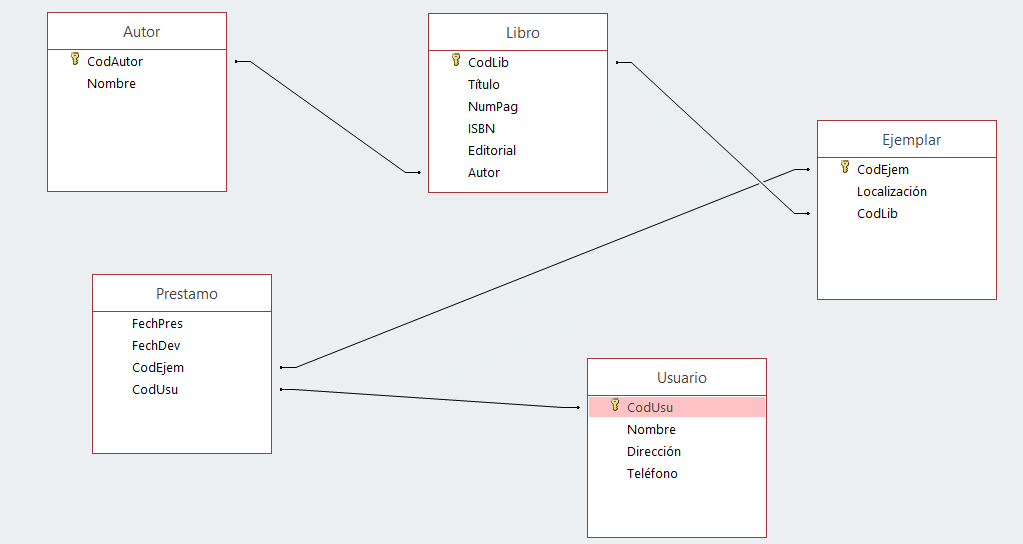 Autor
CodAutor
Nombre
Libro
CodLib
Título
NumPag
ISBN
Editorial
Autor
Ejemplar
CodEjem
Localización
CodLib
Prestamo
FechPres
FechDev
CodEjem
CodUsu
Usuario
CodUsu
Nombre
Dirección
Teléfono